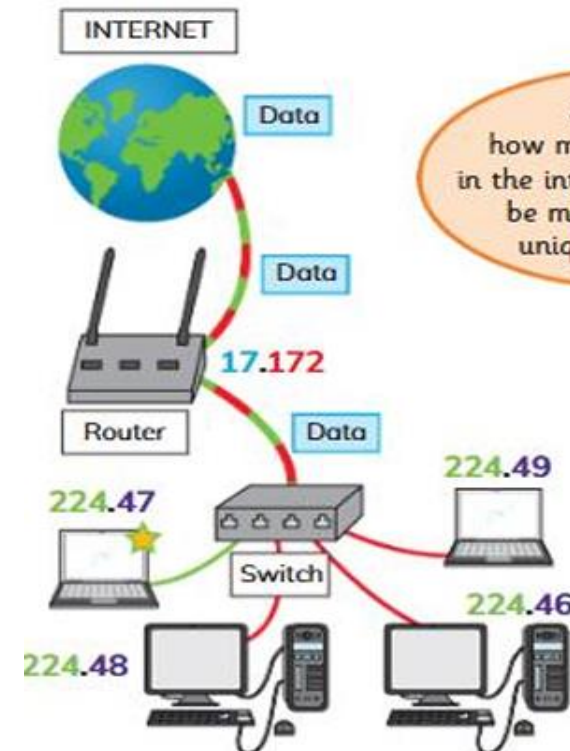 INTERNET
Data
how m
in the in
be m
uniq
Data
17.172
Router
Data
224.49
224.47
Switch
224.46
224.48